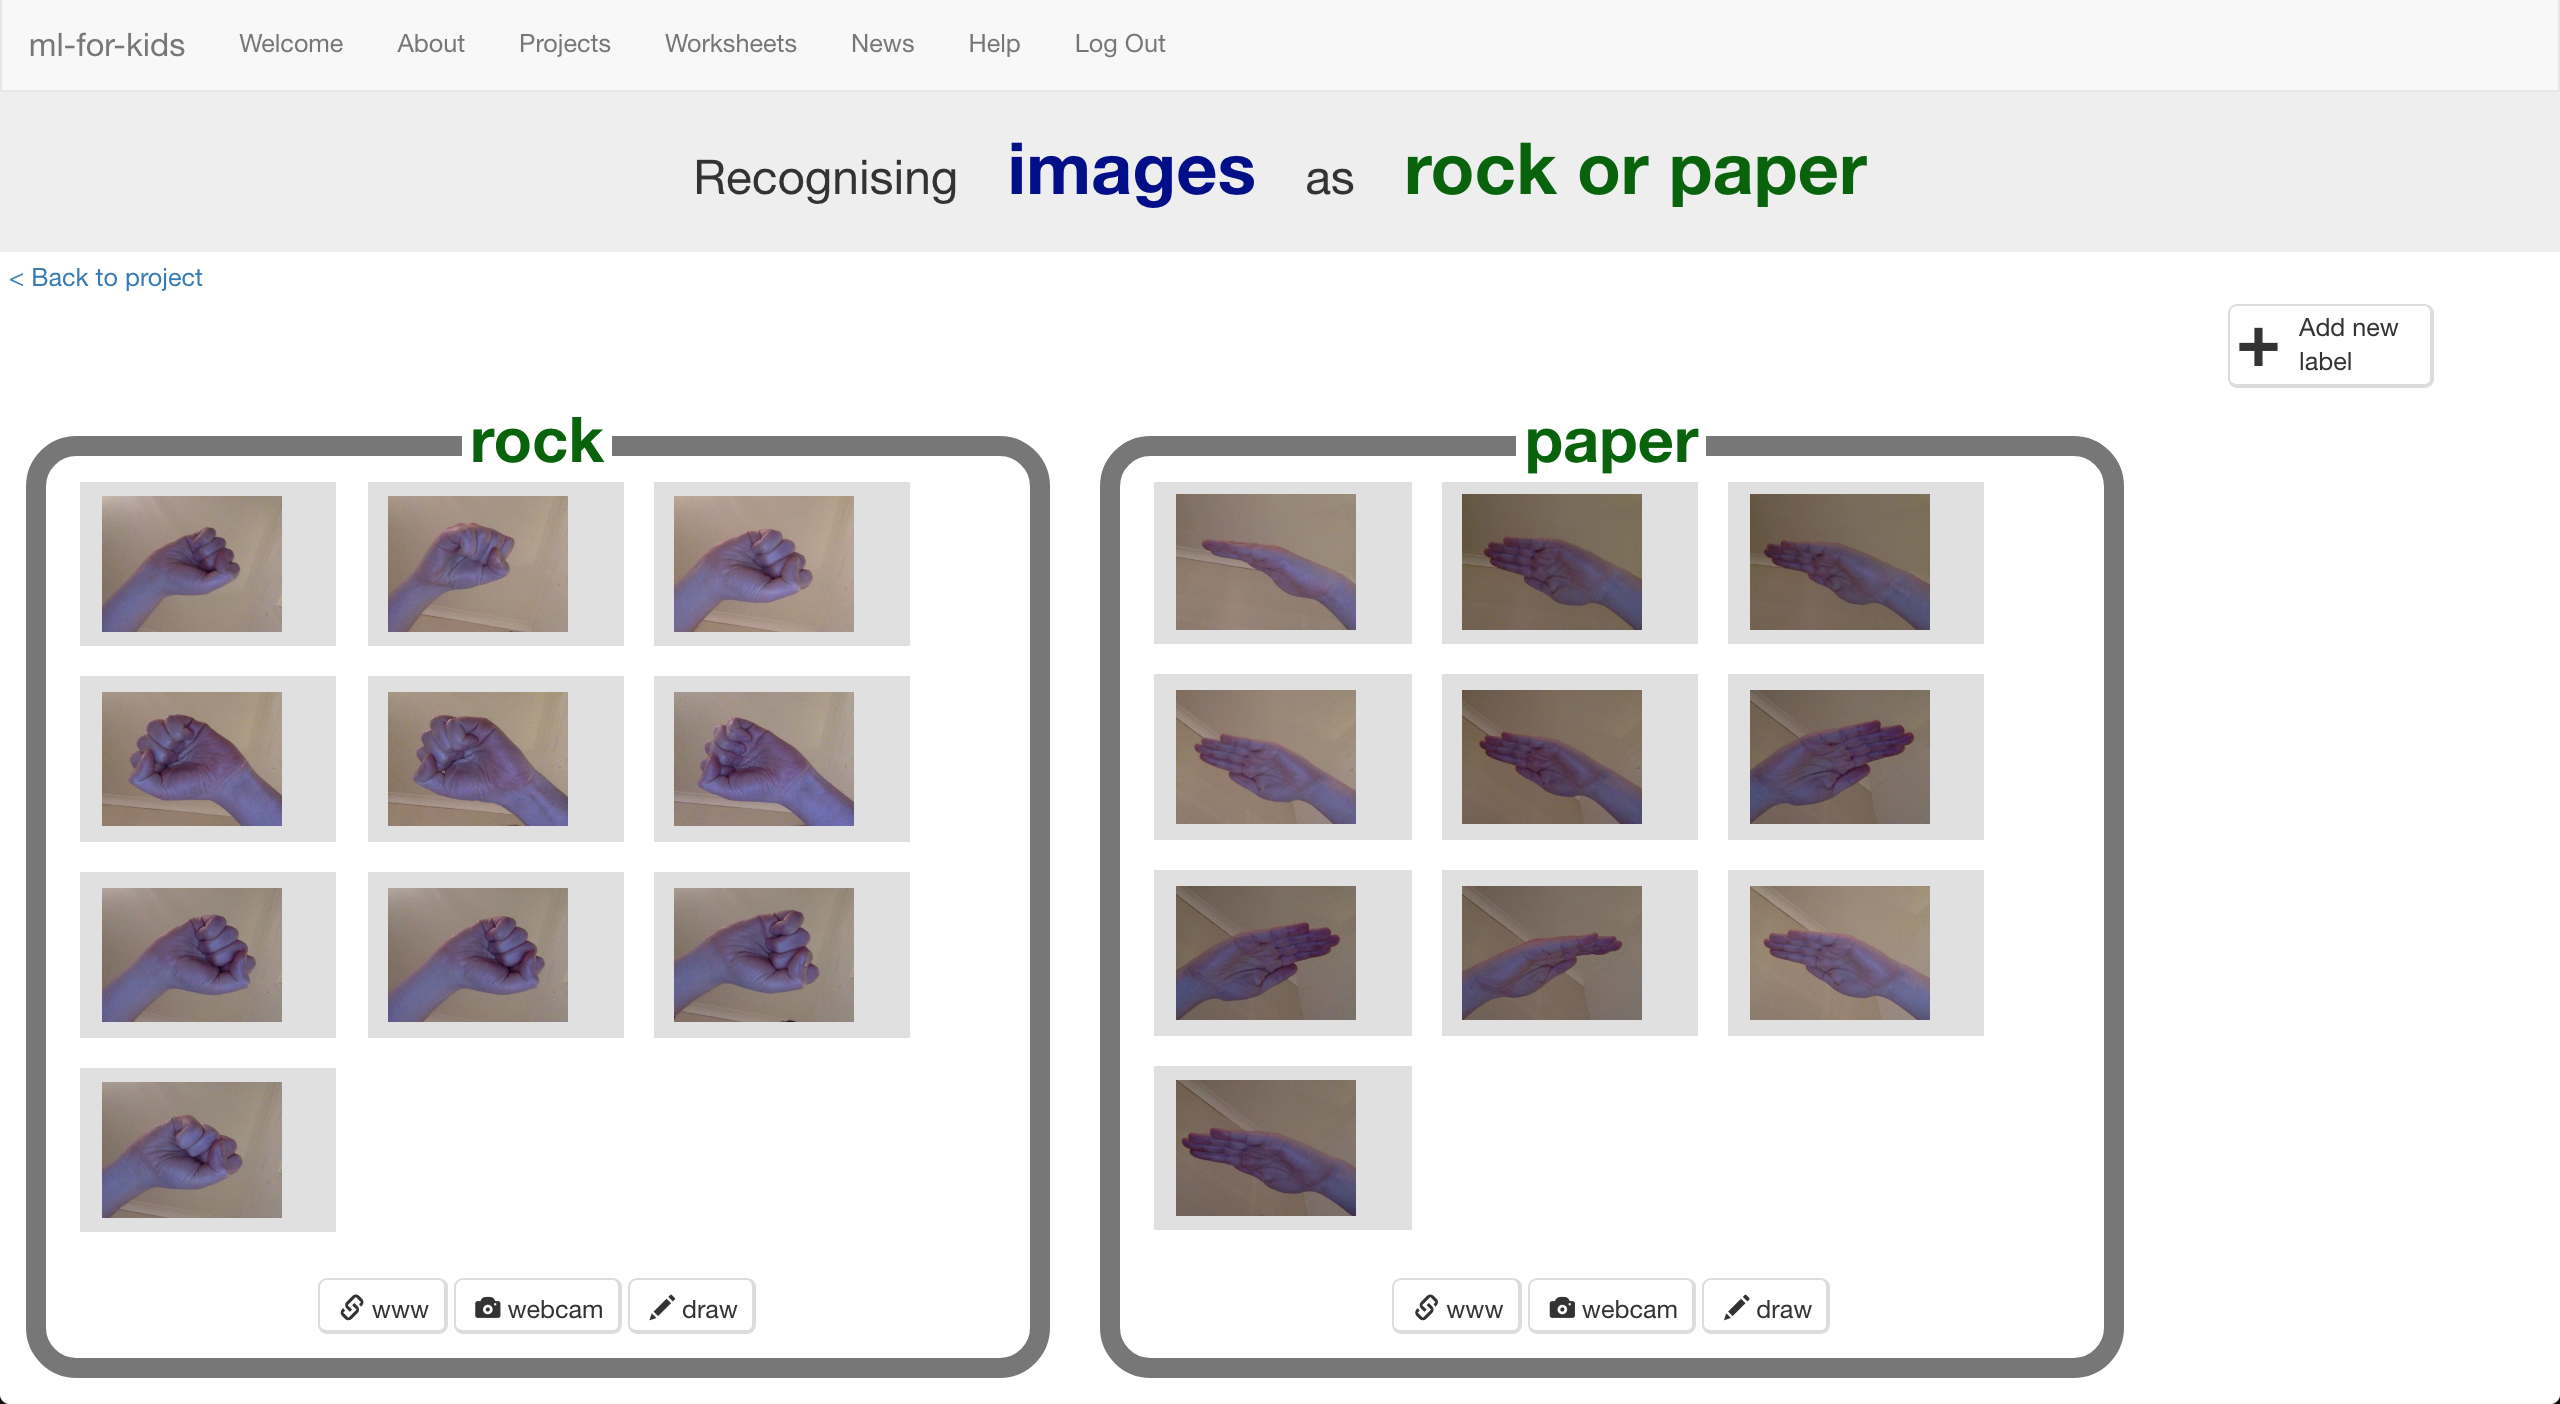 ml-for-kids Welcome About Projects Worksheets News Help Log Out
Recognising images as rock or paper
< Back to project
Add new
label
rock
paper
www webcam draw
www webcam draw